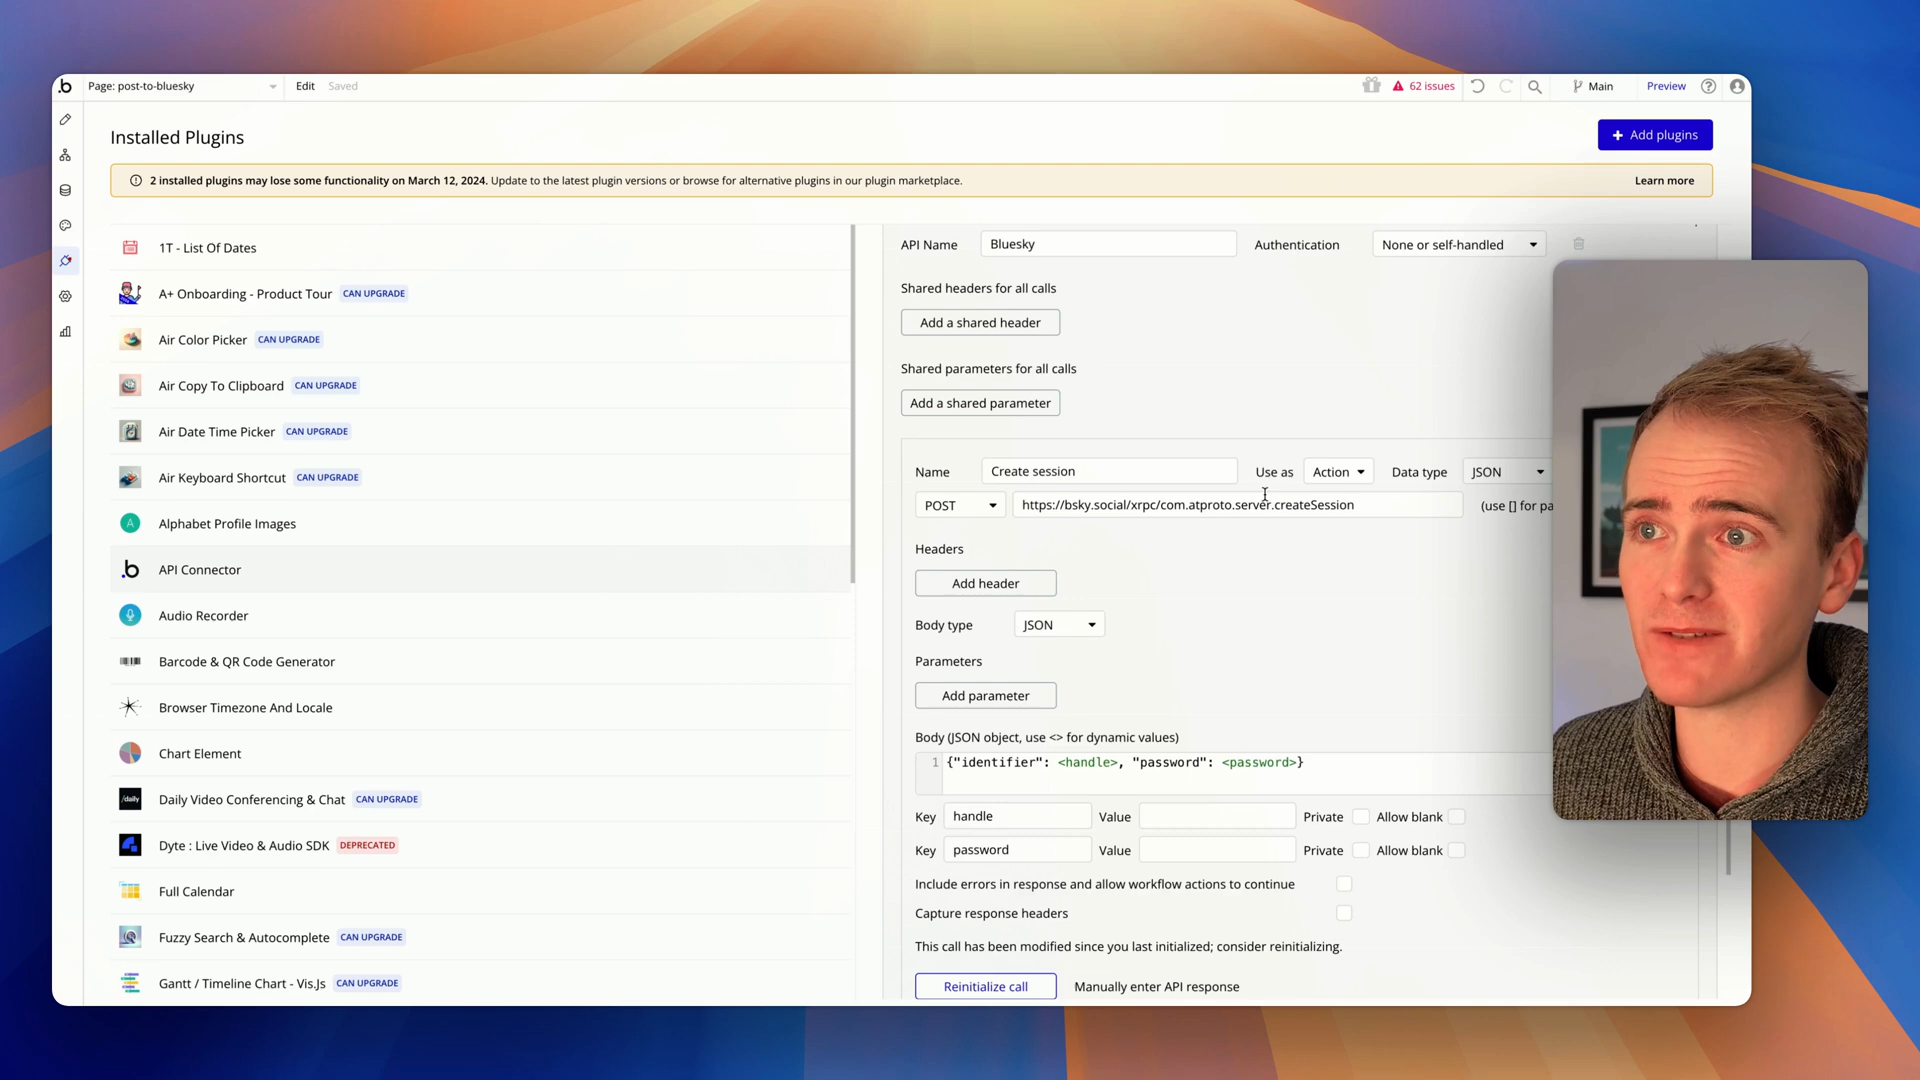 Page: post-to-bluesky
Edit
Saved
62 issues
Main
Preview
Installed Plugins
Add plugins
2 installed plugins may lose some functionality on March 12, 2024. Update to the latest plugin versions or browse for alternative plugins in our plugin marketplace.
Learn more
1T - List Of Dates
A+ Onboarding - Product Tour CAN UPGRADE
Air Color Picker CAN UPGRADE
Air Copy To Clipboard CAN UPGRADE
Air Date Time Picker CAN UPGRADE
Air Keyboard Shortcut CAN UPGRADE
A Alphabet Profile Images
.b API Connector
Audio Recorder
Barcode & QR Code Generator
Browser Timezone And Locale
Chart Element
/daily Daily Video Conferencing & Chat CAN UPGRADE
Dyte : Live Video & Audio SDK DEPRECATED
Full Calendar
Fuzzy Search & Autocomplete CAN UPGRADE
Gantt / Timeline Chart - Vis.Js CAN UPGRADE
API Name Bluesky Authentication None or self-handled
Shared headers for all calls
Add a shared header
Shared parameters for all calls
Add a shared parameter
Name Create session Use as Action Data type JSON
POST https://bsky.social/xrpc/com.atproto.server.createSession (use [] for pa
Headers
Add header
Body type JSON
Parameters
Add parameter
Body (JSON object, use <> for dynamic values)
1 {"identifier": <handle>, "password": <password>}
Key handle Value Private Allow blank
Key password Value Private Allow blank
Include errors in response and allow workflow actions to continue
Capture response headers
This call has been modified since you last initialized; consider reinitializing.
Reinitialize call Manually enter API response